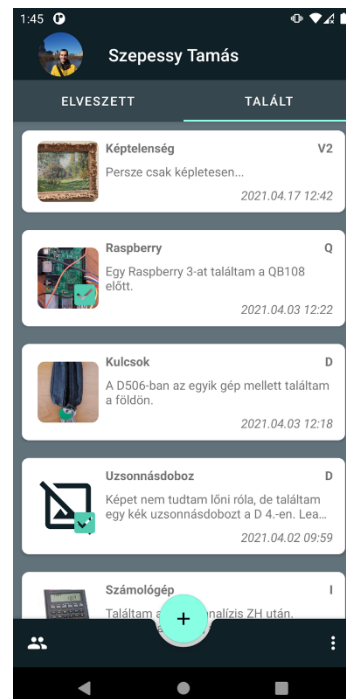 1:45
Szepessy Tamás
ELVESZETT TALÁLT
Képtelenség V2
Persze csak képletesen...
2021.04.17 12:42
Raspberry Q
Egy Raspberry 3-at találtam a QB108
előtt.
2021.04.03 12:22
Kulcsok D
A D506-ban az egyik gép mellett találtam
a földön.
2021.04.03 12:18
Uzsonnásdoboz D
Képet nem tudtam lőni róla, de találtam
egy kék uzsonnásdobozt a D 4.-en. Lea...
2021.04.02 09:59
Számológép I
Találtam a nalízis ZH után.
+